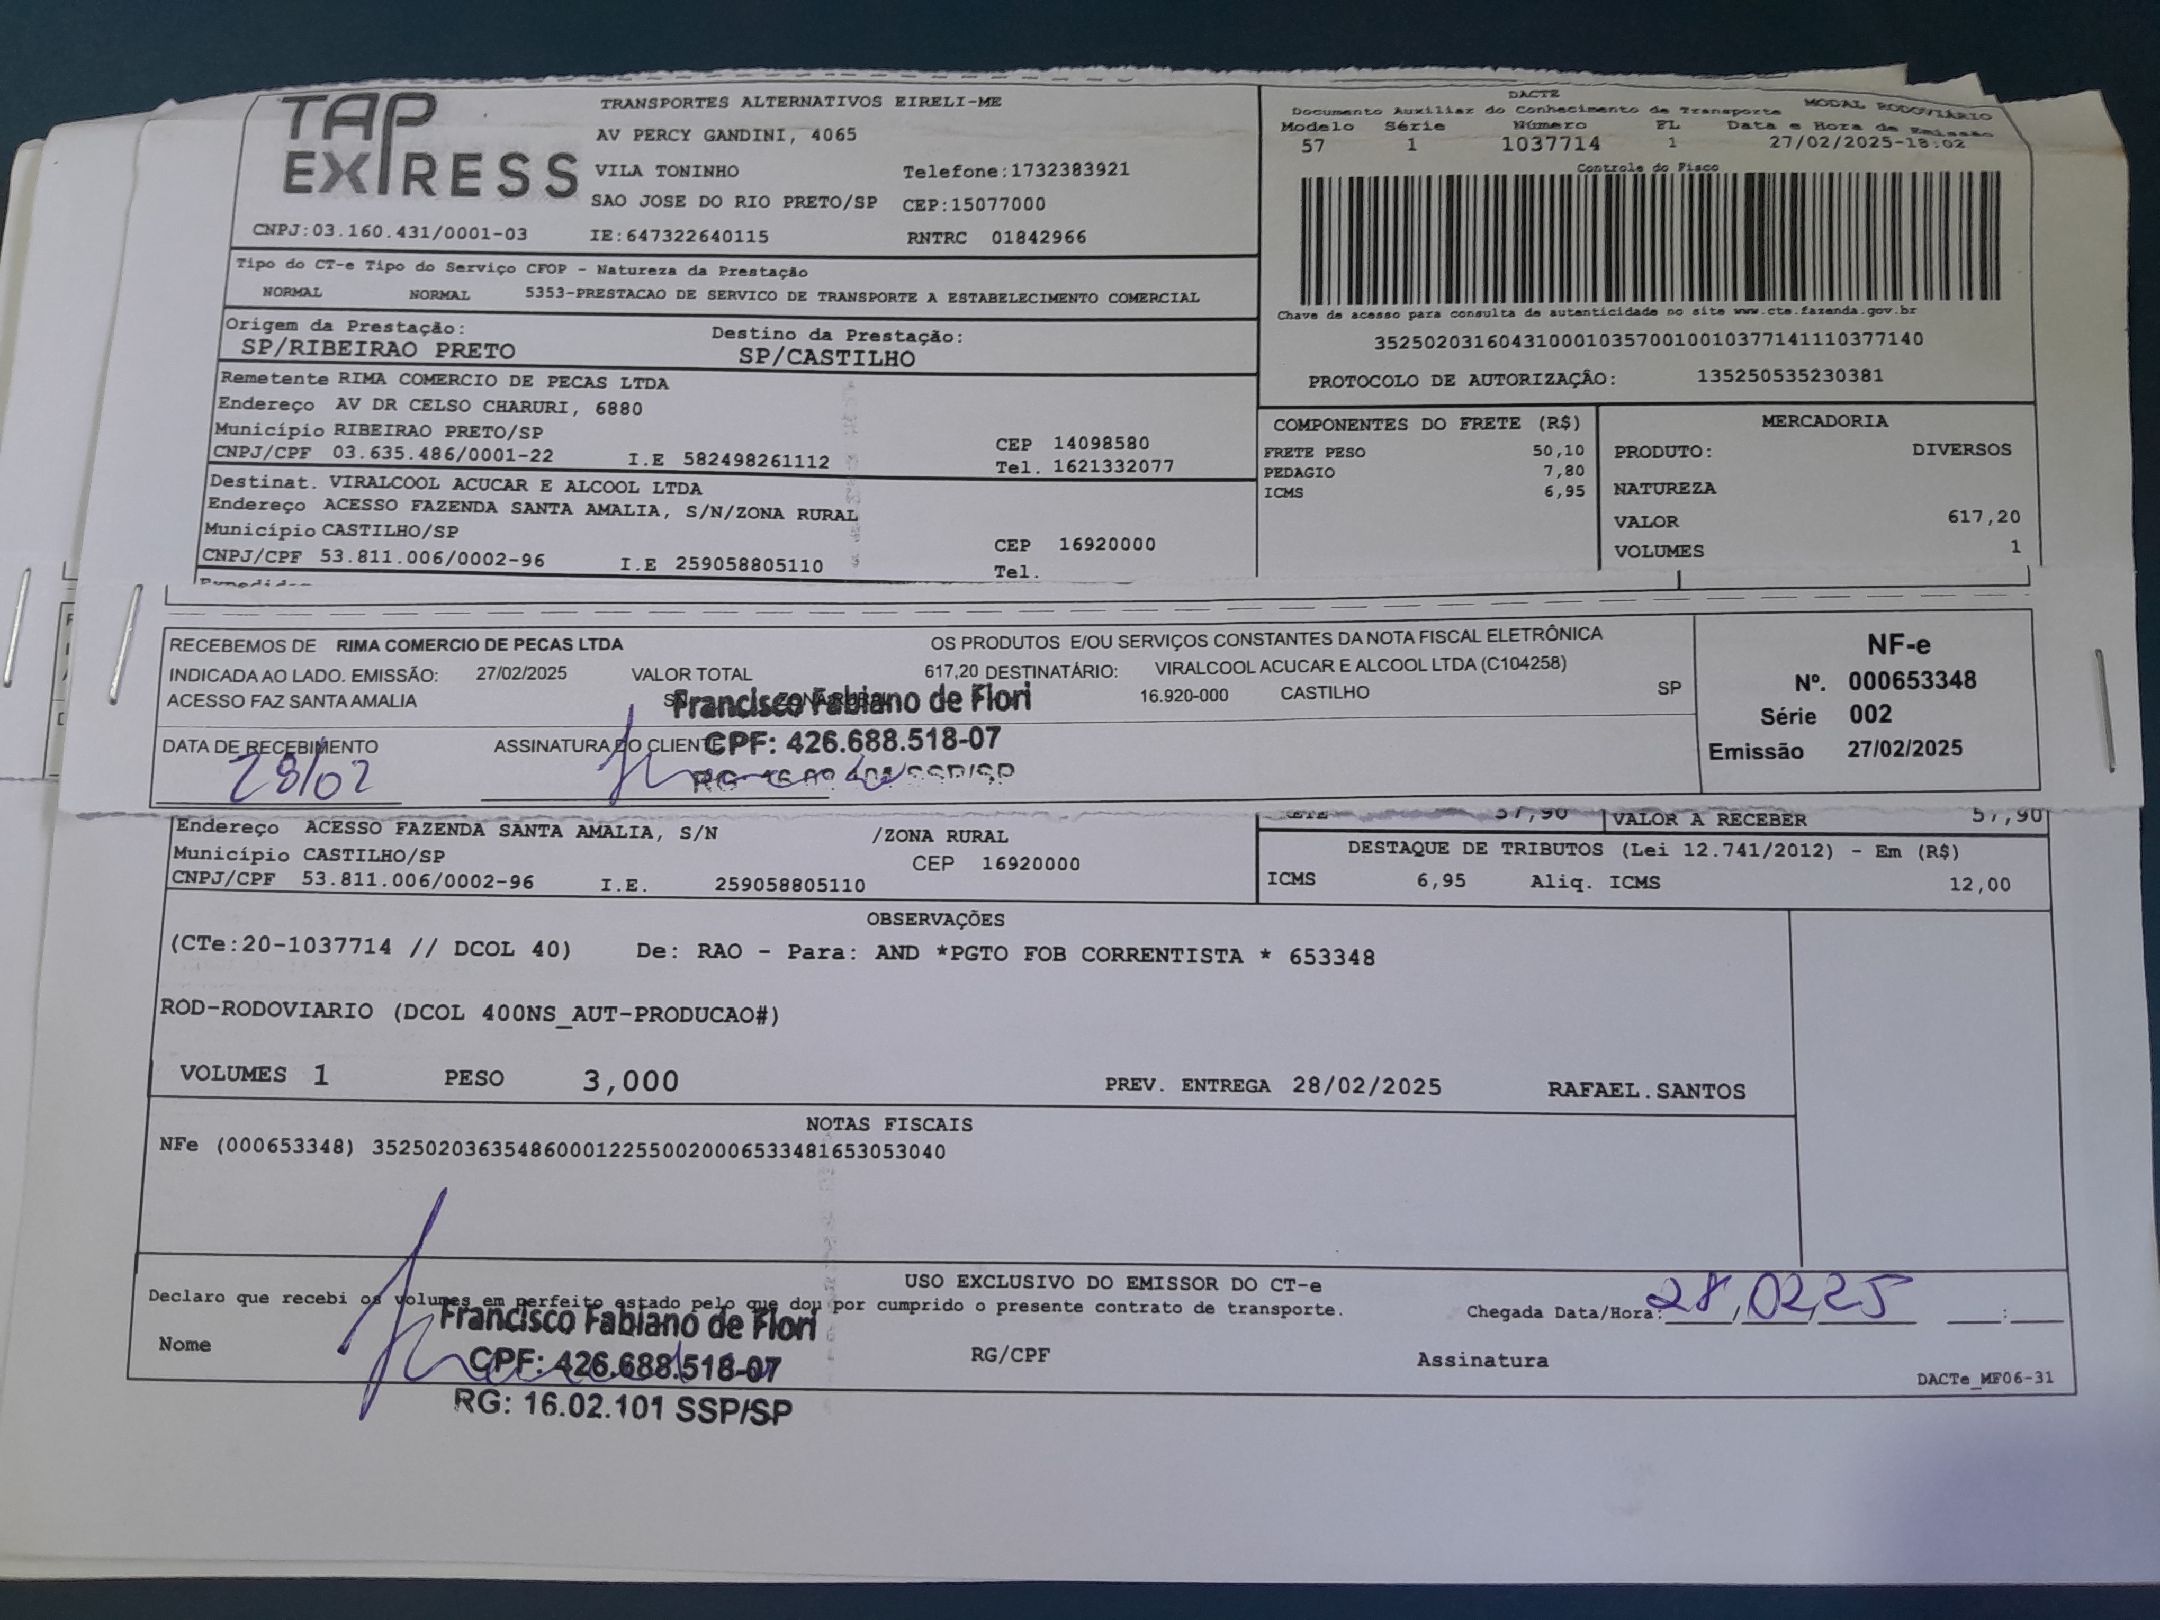 TAP EXPRESS
TRANSPORTES ALTERNATIVOS EIRELI-ME
AV PERCY GANDINI, 4065
VILA TONINHO Telefone:1732383921
SAO JOSE DO RIO PRETO/SP CEP:15077000
CNPJ:03.160.431/0001-03 IE:647322640115 RNTRC 01842966
DACTE
Documento Auxiliar do Conhecimento de Transporte MODAL RODOVIÁRIO
Modelo Série Número FL Data e Hora de Emissão
57 1 1037714 1 27/02/2025-18:02
Controle do Fisco
Chave de acesso para consulta de autenticidade no site www.cte.fazenda.gov.br
35250203160431000103570010010377141110377140
PROTOCOLO DE AUTORIZAÇÃO: 135250535230381
Tipo do CT-e Tipo do Serviço CFOP - Natureza da Prestação
NORMAL NORMAL 5353-PRESTACAO DE SERVICO DE TRANSPORTE A ESTABELECIMENTO COMERCIAL
Origem da Prestação: Destino da Prestação:
SP/RIBEIRAO PRETO SP/CASTILHO
Remetente RIMA COMERCIO DE PECAS LTDA
Endereço AV DR CELSO CHARURI, 6880
Município RIBEIRAO PRETO/SP CEP 14098580
CNPJ/CPF 03.635.486/0001-22 I.E 582498261112 Tel. 1621332077
Destinat. VIRALCOOL ACUCAR E ALCOOL LTDA
Endereço ACESSO FAZENDA SANTA AMALIA, S/N/ZONA RURAL
Município CASTILHO/SP CEP 16920000
CNPJ/CPF 53.811.006/0002-96 I.E 259058805110 Tel.
COMPONENTES DO FRETE (R$)
FRETE PESO 50,10
PEDAGIO 7,80
ICMS 6,95
MERCADORIA
PRODUTO: DIVERSOS
NATUREZA
VALOR 617,20
VOLUMES 1
RECEBEMOS DE RIMA COMERCIO DE PECAS LTDA OS PRODUTOS E/OU SERVIÇOS CONSTANTES DA NOTA FISCAL ELETRÔNICA
INDICADA AO LADO. EMISSÃO: 27/02/2025 VALOR TOTAL 617,20 DESTINATÁRIO: VIRALCOOL ACUCAR E ALCOOL LTDA (C104258)
ACESSO FAZ SANTA AMALIA 16.920-000 CASTILHO SP
Francisco Fabiano de Flori
DATA DE RECEBIMENTO ASSINATURA DO CLIENTE CPF: 426.688.518-07
28/02
NF-e
Nº. 000653348
Série 002
Emissão 27/02/2025
Endereço ACESSO FAZENDA SANTA AMALIA, S/N /ZONA RURAL
Município CASTILHO/SP CEP 16920000
CNPJ/CPF 53.811.006/0002-96 I.E. 259058805110
57,90 VALOR A RECEBER 57,90
DESTAQUE DE TRIBUTOS (Lei 12.741/2012) - Em (R$)
ICMS 6,95 Aliq. ICMS 12,00
OBSERVAÇÕES
(CTe:20-1037714 // DCOL 40) De: RAO - Para: AND *PGTO FOB CORRENTISTA * 653348
ROD-RODOVIARIO (DCOL 400NS_AUT-PRODUCAO#)
VOLUMES 1 PESO 3,000 PREV. ENTREGA 28/02/2025 RAFAEL.SANTOS
NOTAS FISCAIS
NFe (000653348) 35250203635486000122550020006533481653053040
USO EXCLUSIVO DO EMISSOR DO CT-e
Declaro que recebi os volumes em perfeito estado pelo que dou por cumprido o presente contrato de transporte. Chegada Data/Hora: 28,02,25 :
Francisco Fabiano de Flori
Nome CPF: 426.688.518-07 RG/CPF Assinatura
RG: 16.02.101 SSP/SP
DACTe_MF06-31